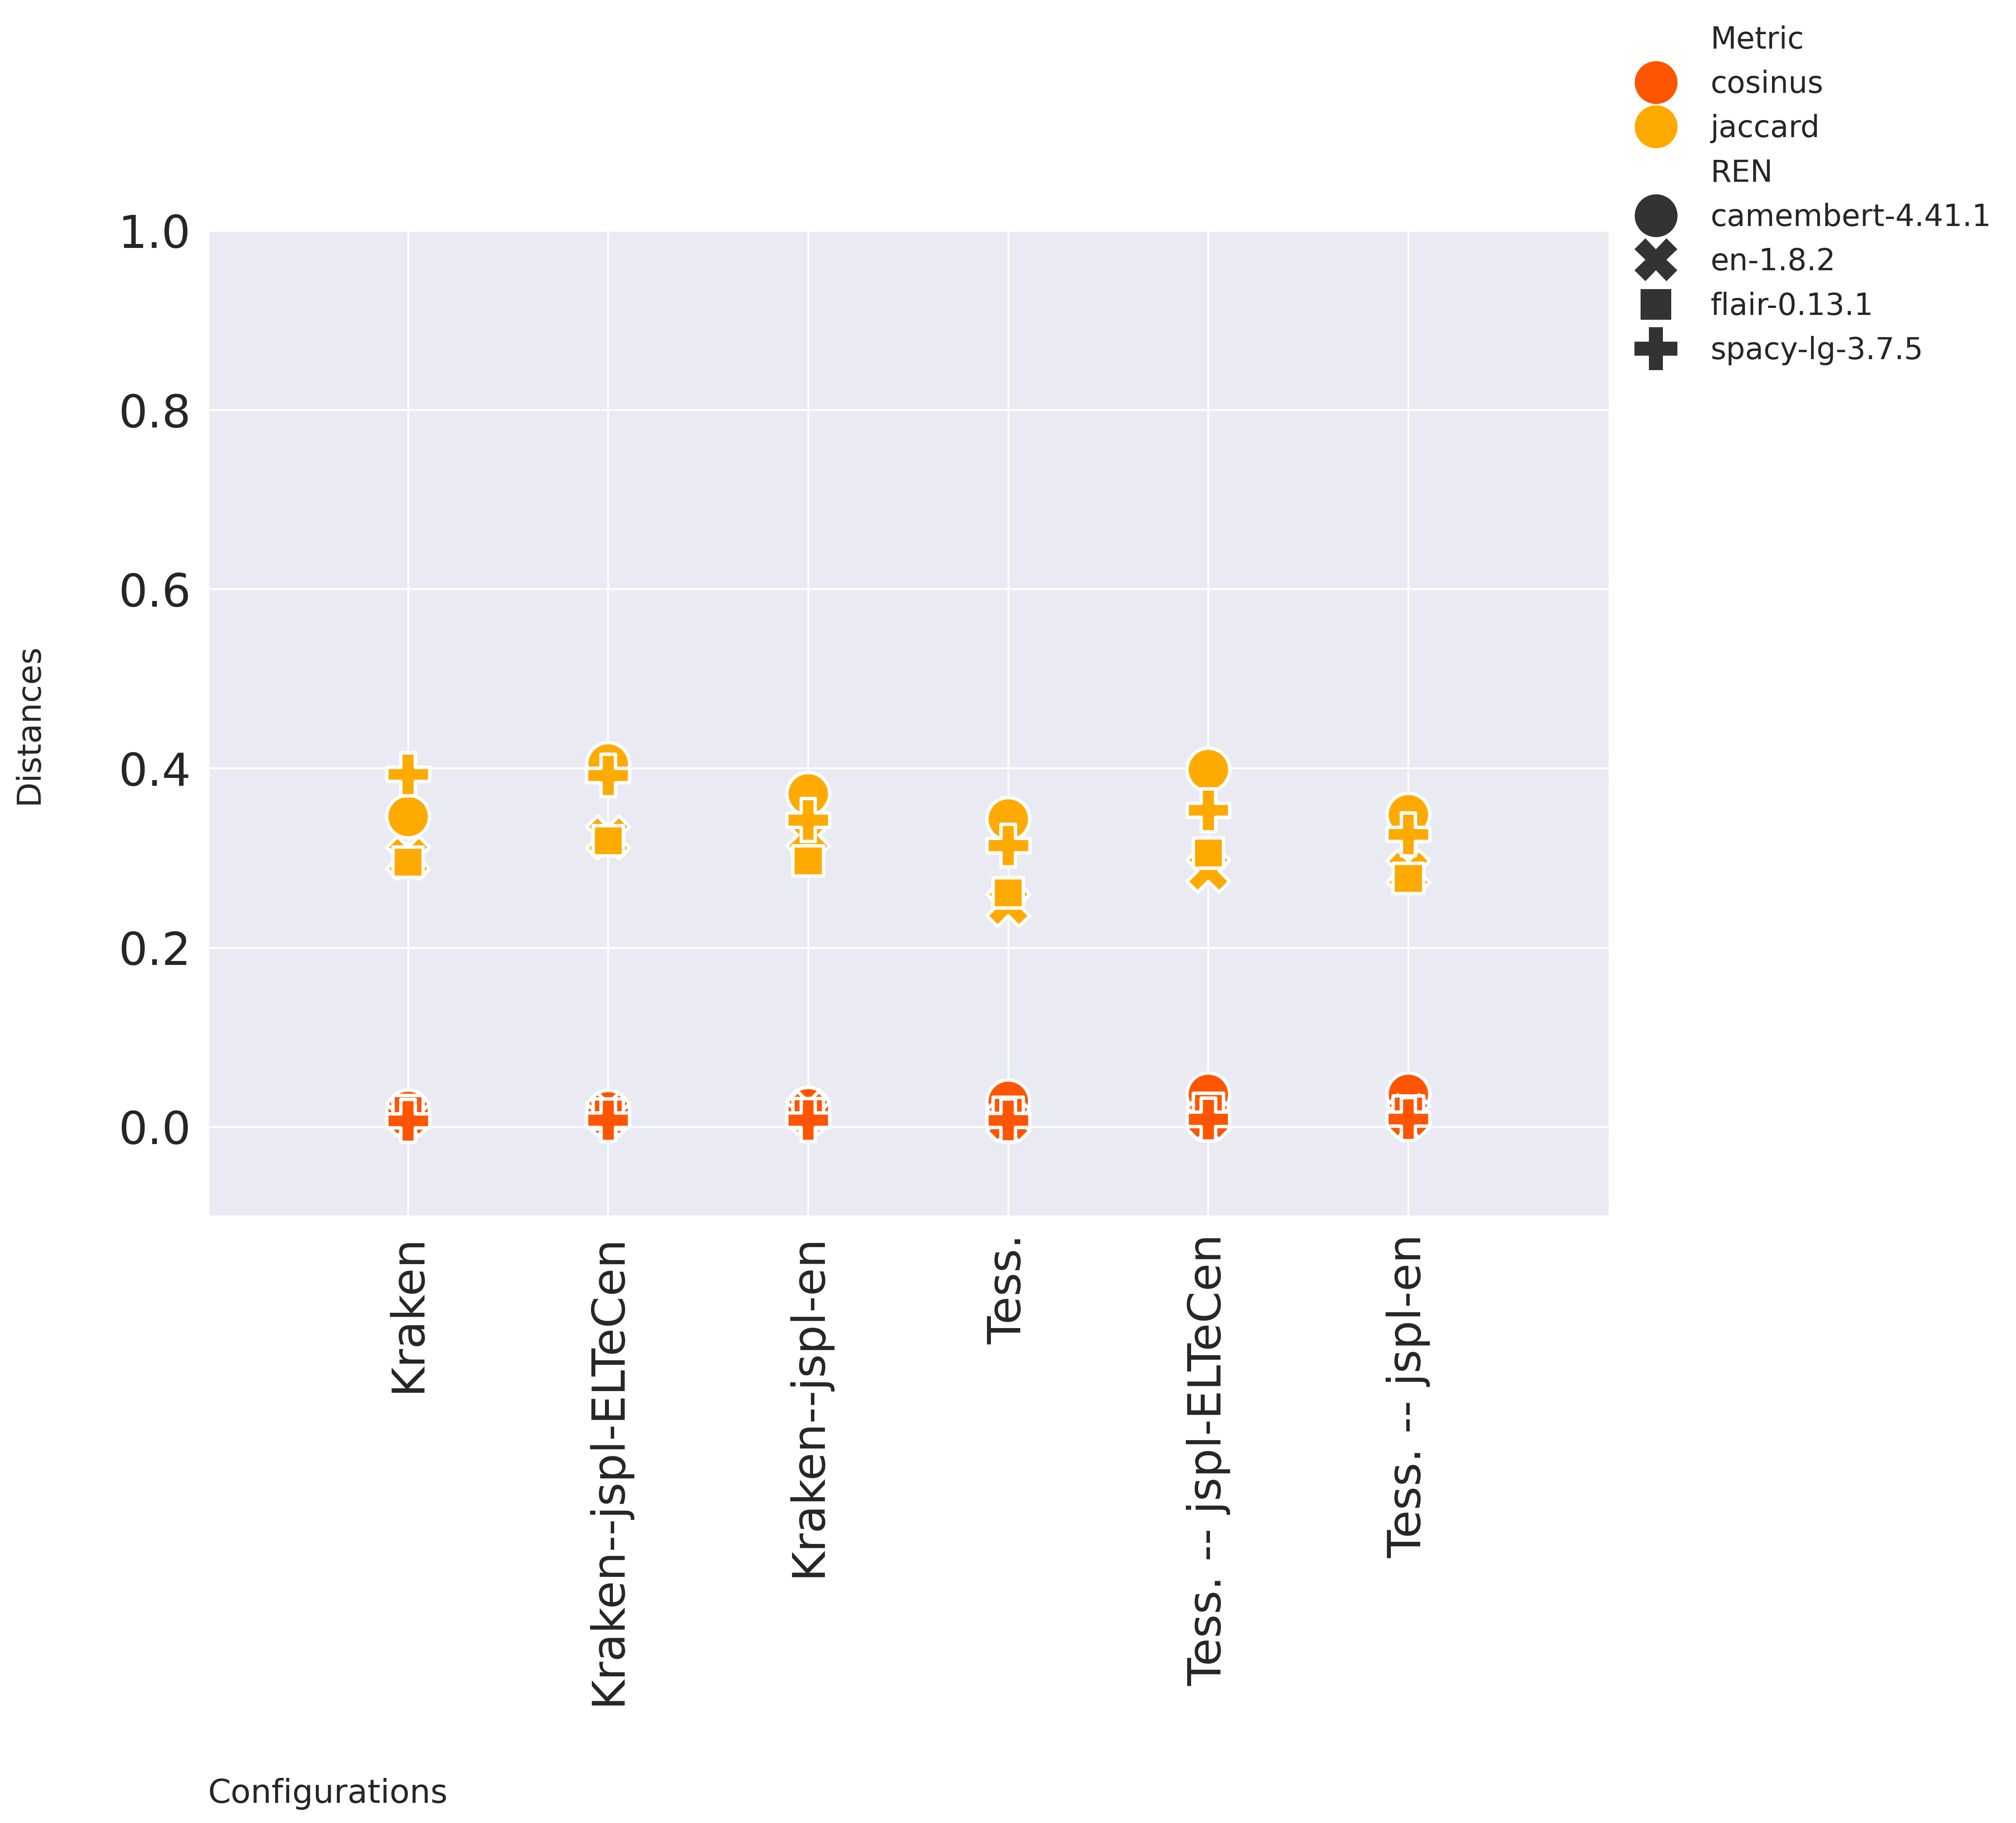 Metric
cosinus
jaccard
REN
camembert-4.41.1
en-1.8.2
flair-0.13.1
spacy-lg-3.7.5
1.0
0.8
0.6
0.4
0.2
0.0
Distances
Kraken
Kraken--jspl-ELTeCen
Kraken--jspl-en
Tess.
Tess. -- jspl-ELTeCen
Tess. -- jspl-en
Configurations